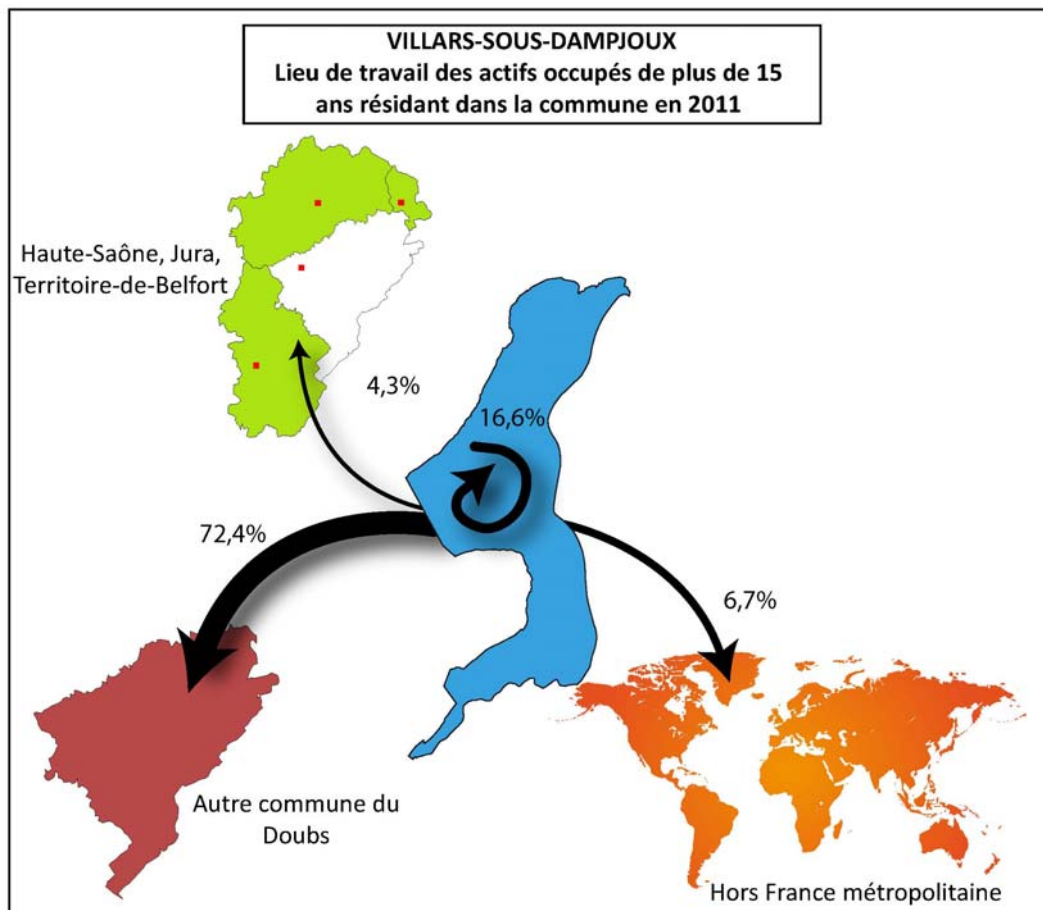 VILLARS-SOUS-DAMPJOUX
Lieu de travail des actifs occupés de plus de 15
ans résidant dans la commune en 2011
Haute-Saône, Jura,
Territoire-de-Belfort
4,3%
16,6%
72,4%
6,7%
Autre commune du
Doubs
Hors France métropolitaine